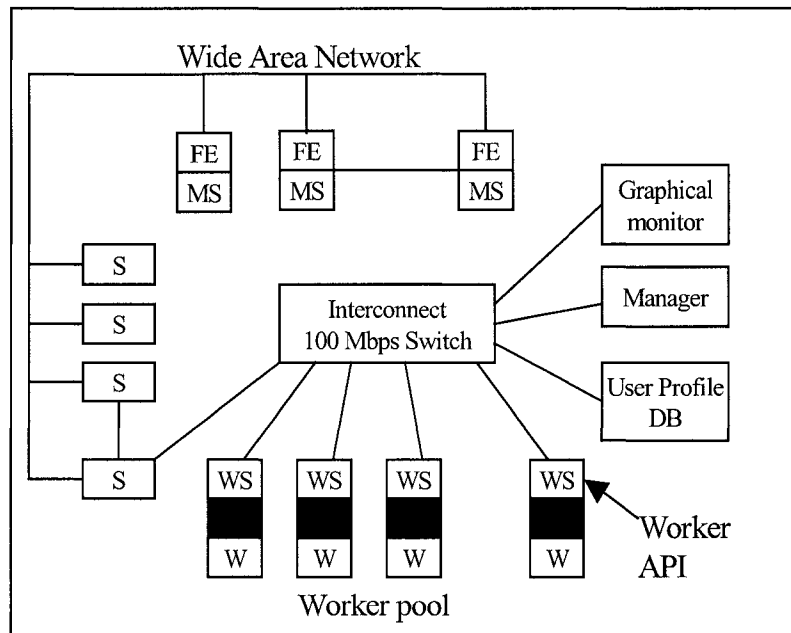 Wide Area Network
FE
MS
FE
MS
FE
MS
Graphical
monitor
S
S
S
S
Interconnect
100 Mbps Switch
Manager
User Profile
DB
WS
W
WS
W
WS
W
WS
W
Worker
API
Worker pool